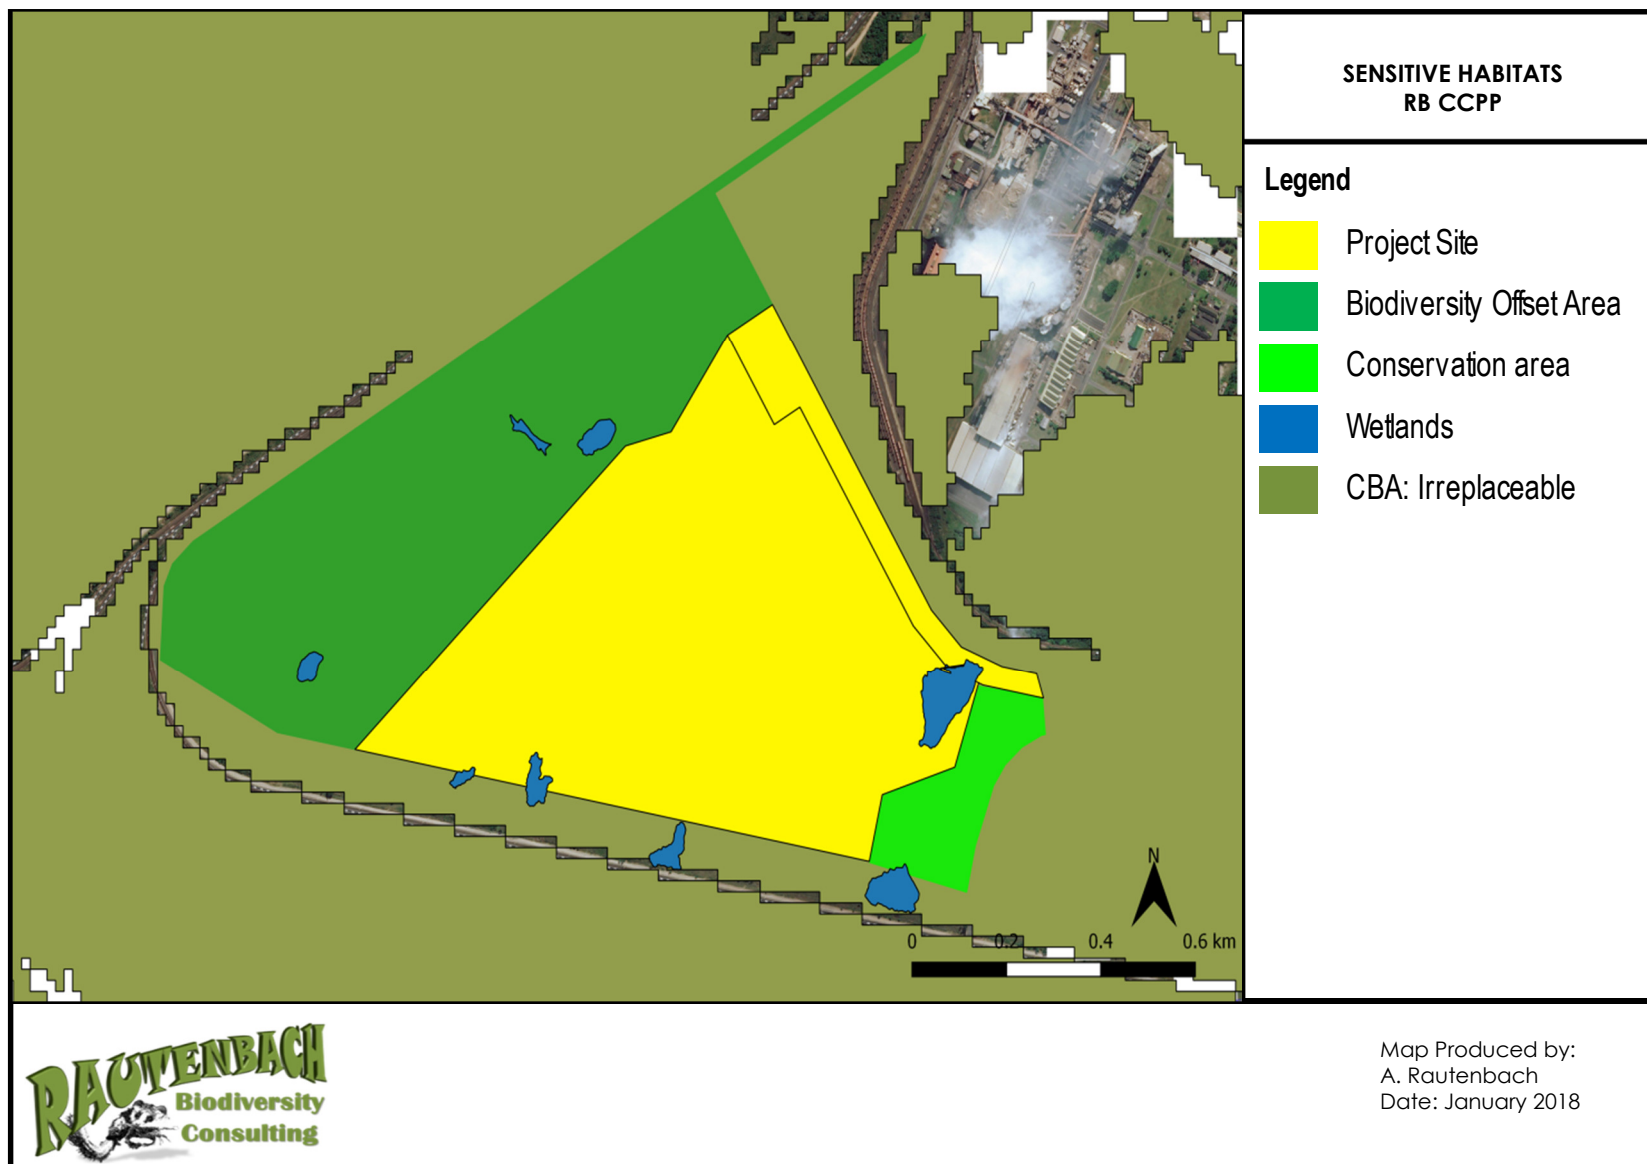 SENSITIVE HABITATS
RB CCPP
Legend
Project Site
Biodiversity Offset Area
Conservation area
Wetlands
CBA: Irreplaceable
N
0 0.2 0.4 0.6 km
RAUTENBACH
Biodiversity
Consulting
Map Produced by:
A. Rautenbach
Date: January 2018